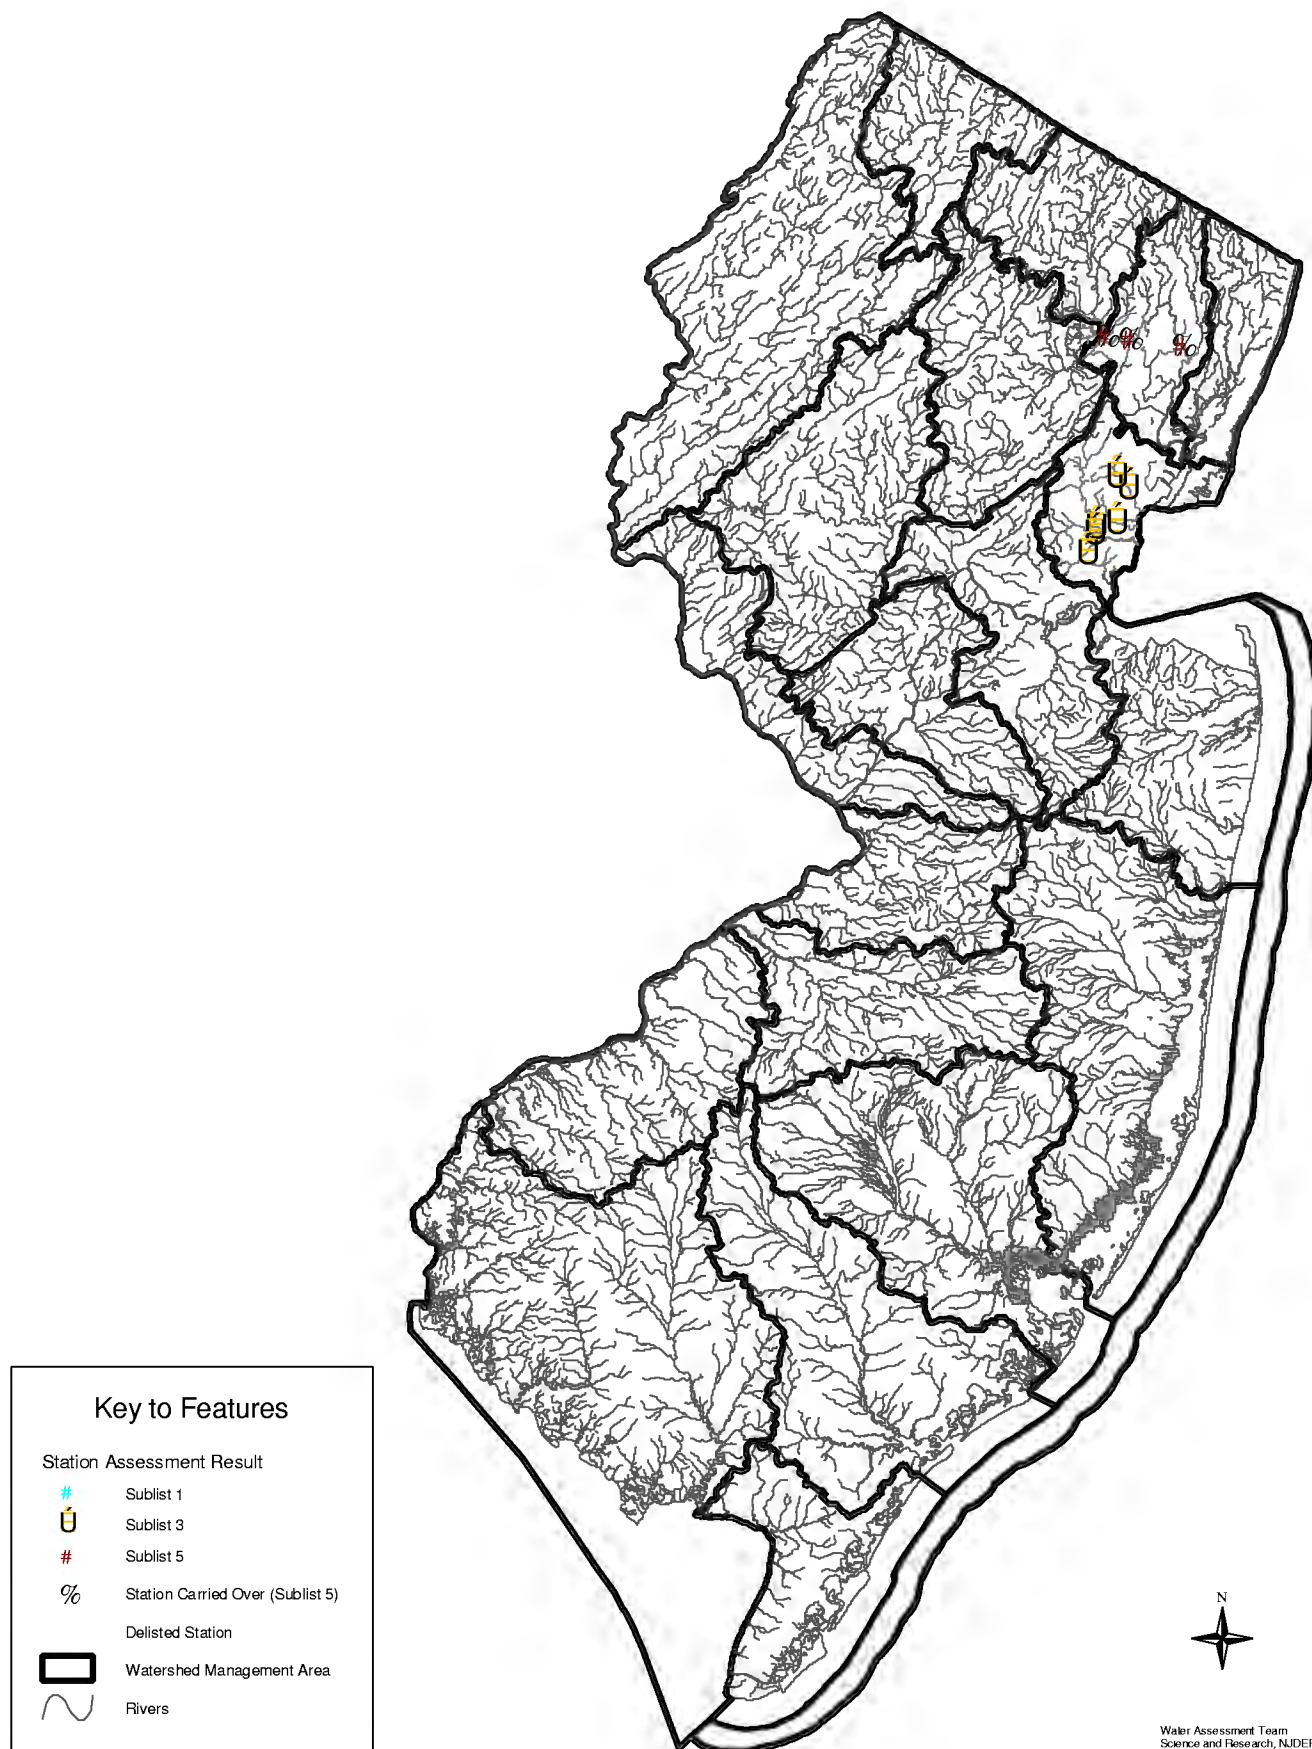 #% #% #%
Ú
Ú
Ú
Ú
Key to Features
Station Assessment Result
# Sublist 1
Ú Sublist 3
# Sublist 5
% Station Carried Over (Sublist 5)
Delisted Station
Watershed Management Area
Rivers
N
Water Assessment Team
Science and Research, NJDEP